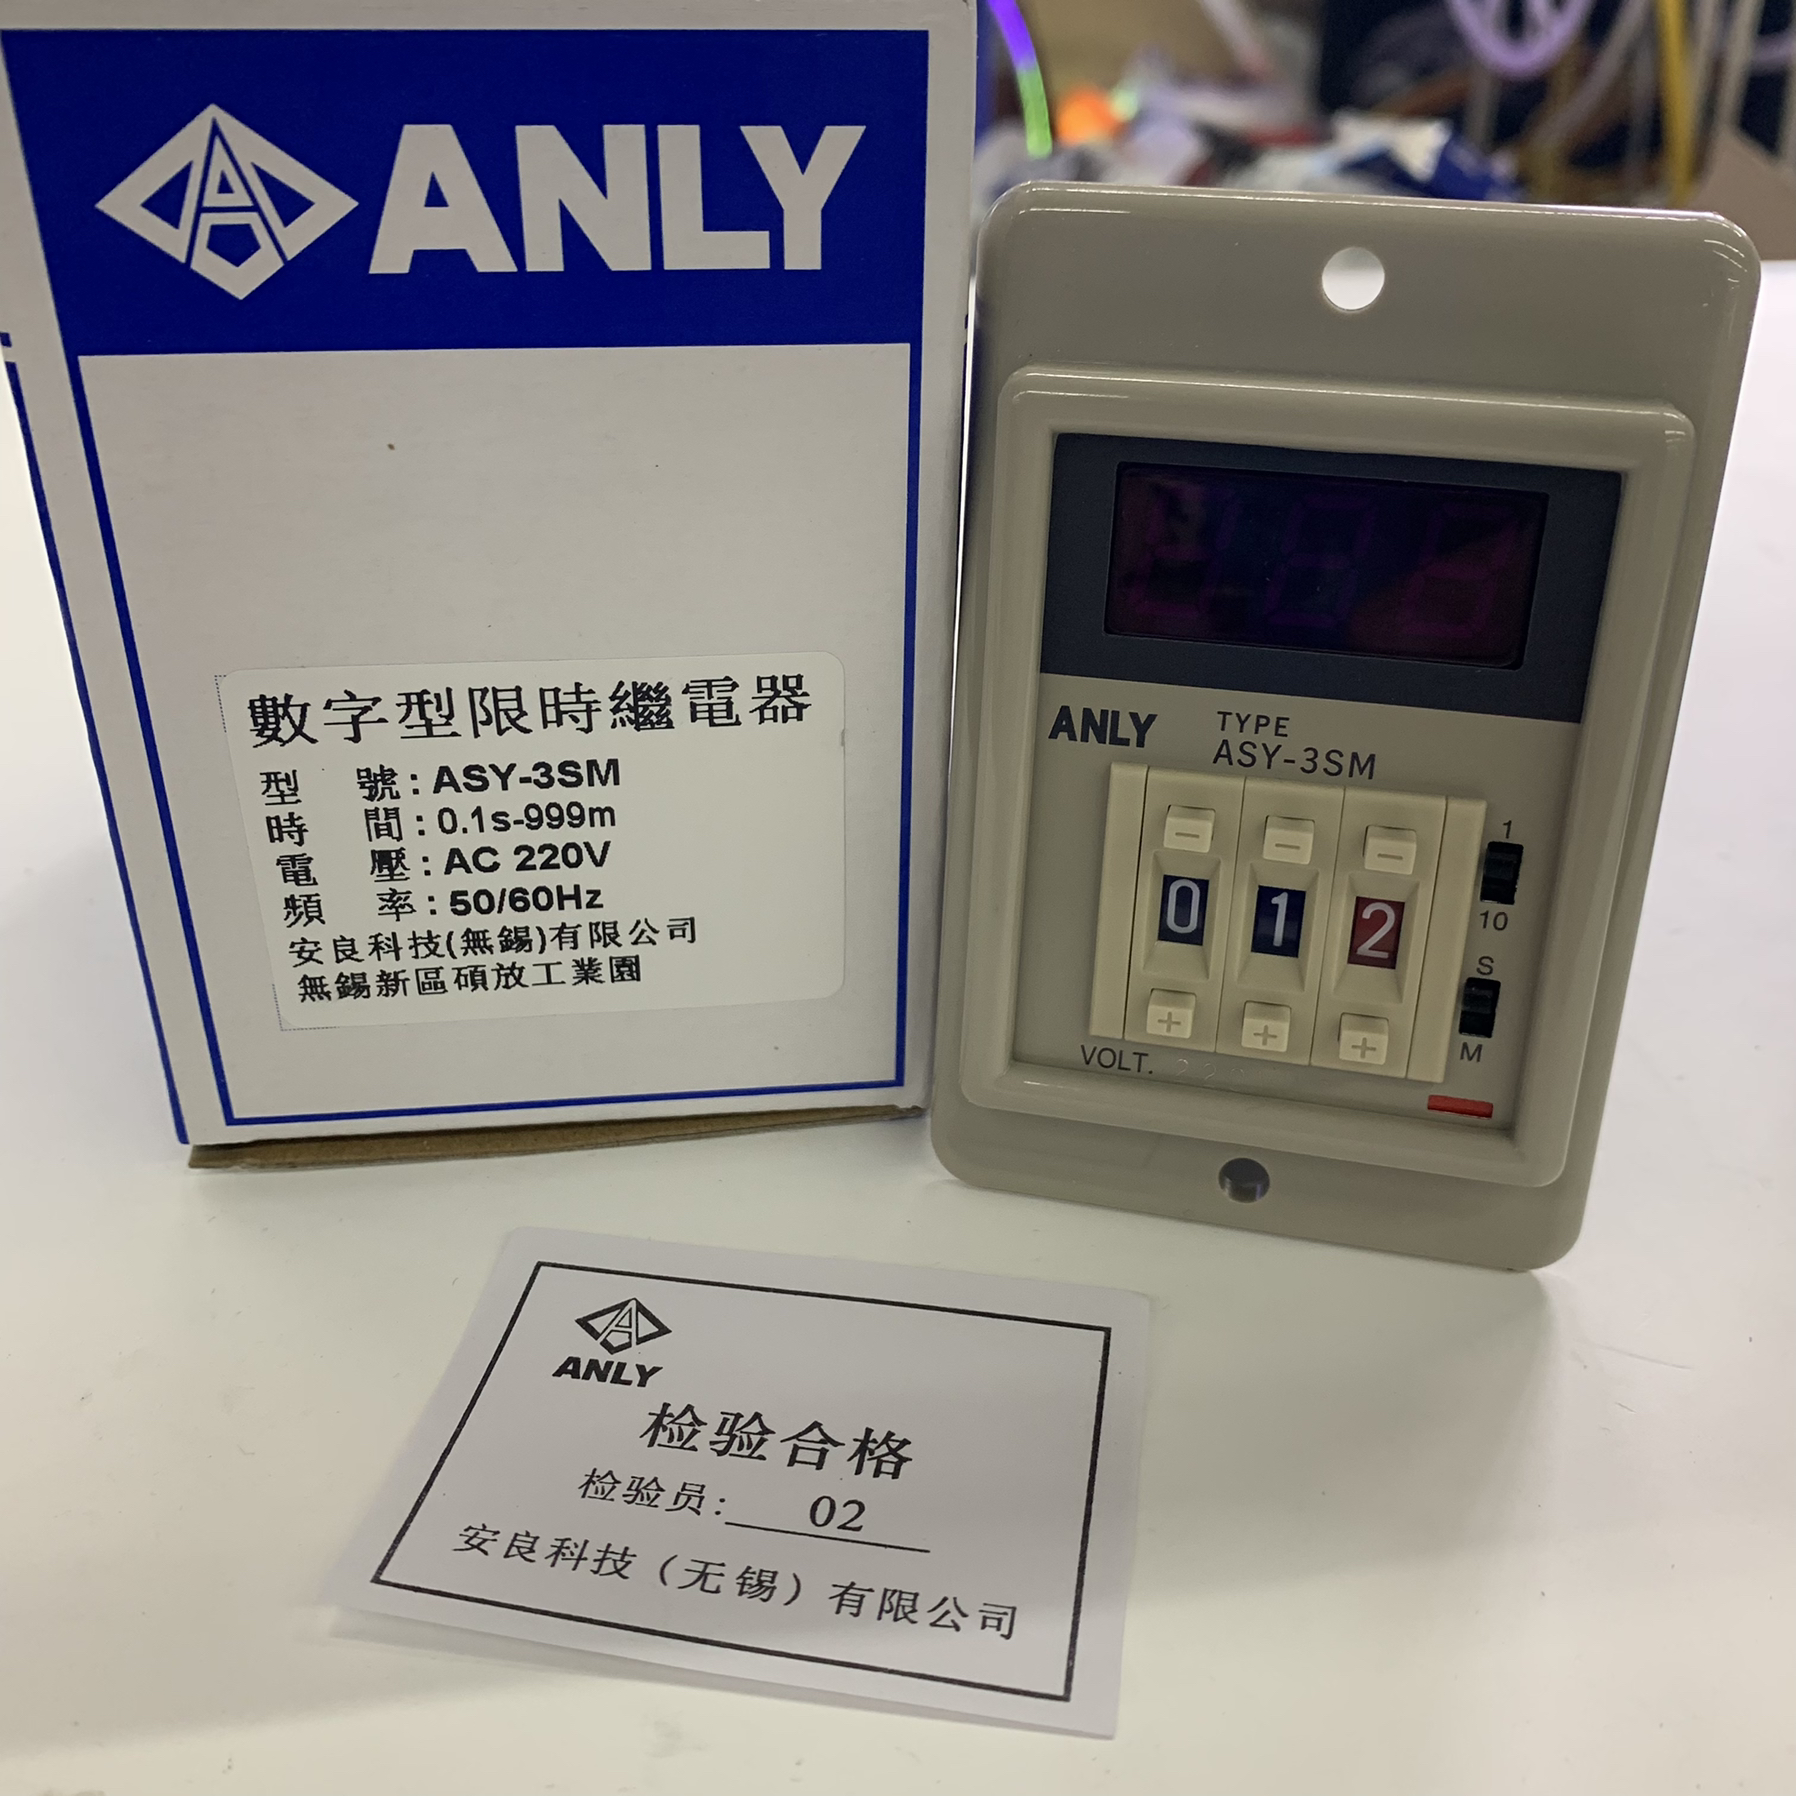 ANLY
數字型限時繼電器
型 號：ASY-3SM
時 間：0.1s-999m
電 壓：AC 220V
頻 率：50/60Hz
安良科技(無錫)有限公司
無錫新區碩放工業園
ANLY TYPE
ASY-3SM
- - -
0 1 2
+ + +
1
10
S
M
VOLT.
ANLY
检验合格
检验员: 02
安良科技（无锡）有限公司